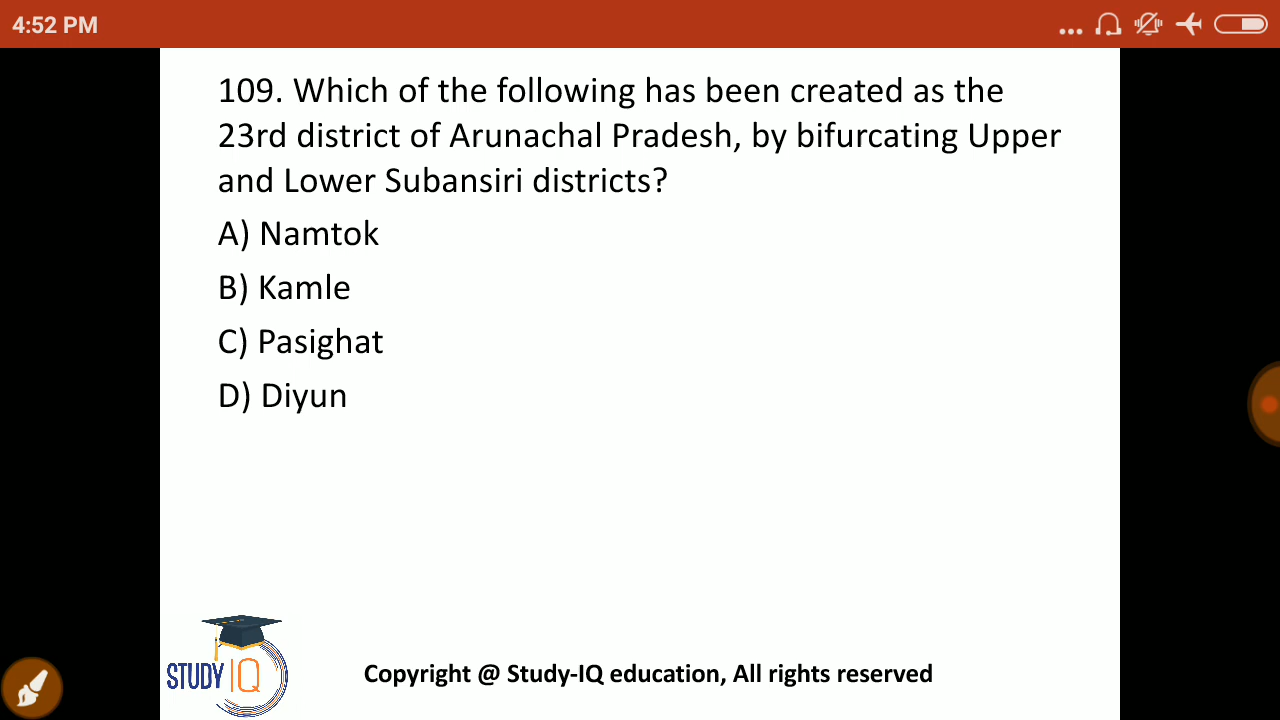 4:52 PM
109. Which of the following has been created as the
23rd district of Arunachal Pradesh, by bifurcating Upper
and Lower Subansiri districts?
A) Namtok
B) Kamle
C) Pasighat
D) Diyun
STUDY IQ
Copyright @ Study-IQ education, All rights reserved